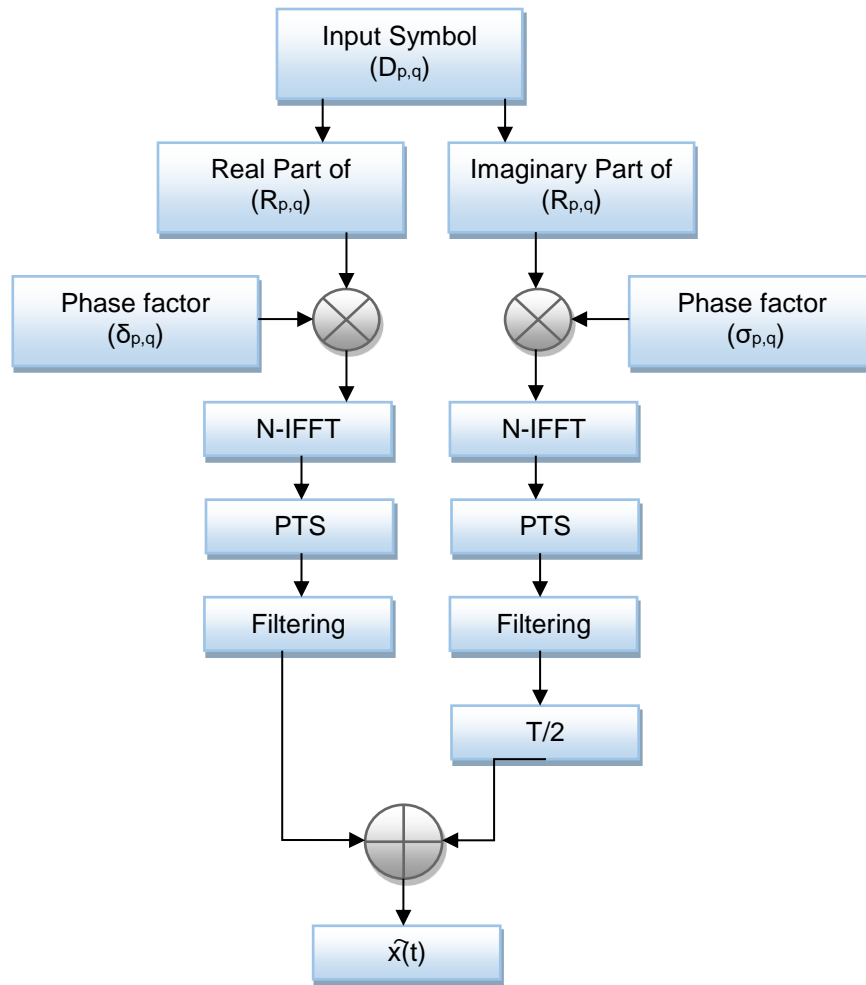 Input Symbol
(Dp,q)
Real Part of
(Rp,q)
Imaginary Part of
(Rp,q)
Phase factor
(δp,q)
Phase factor
(σp,q)
N-IFFT
N-IFFT
PTS
PTS
Filtering
Filtering
T/2
x̃(t)